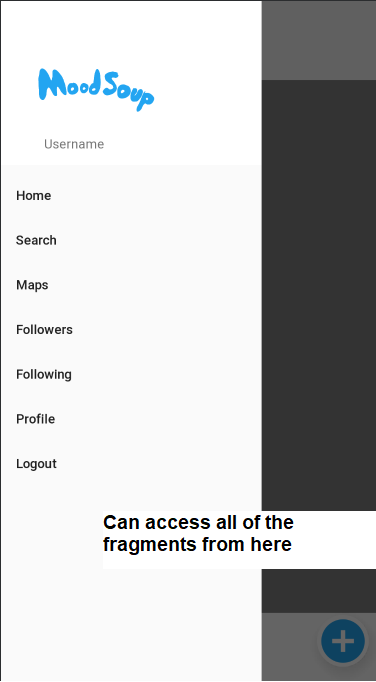 MoodSoup
Username
Home
Search
Maps
Followers
Following
Profile
Logout
Can access all of the
fragments from here